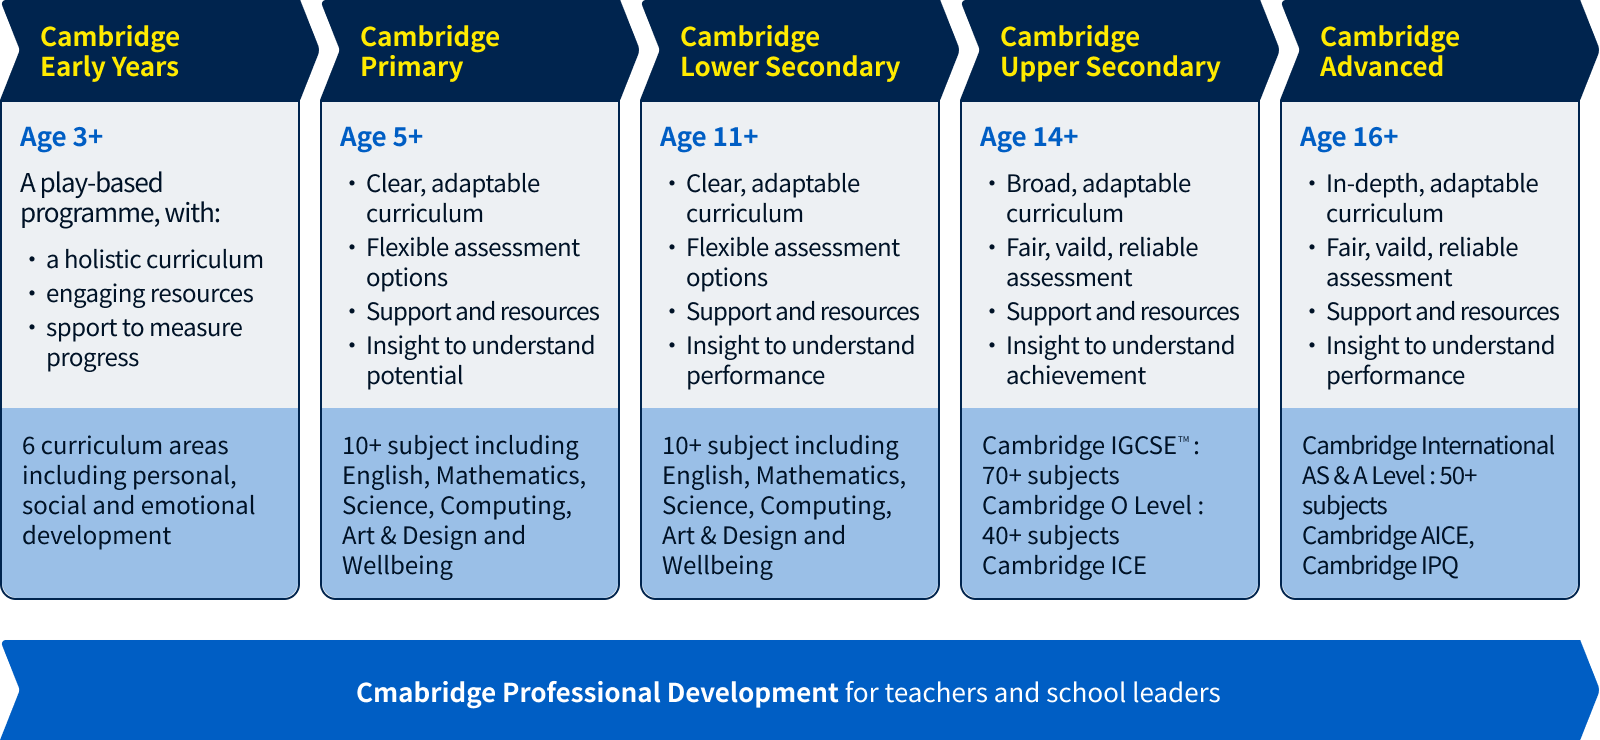 Cambridge
Early Years
Age 3+
A play-based
programme, with:
・ a holistic curriculum
・ engaging resources
・ spport to measure
progress
6 curriculum areas
including personal,
social and emotional
development
Cambridge
Primary
Age 5+
・ Clear, adaptable
curriculum
・ Flexible assessment
options
・ Support and resources
・ Insight to understand
potential
10+ subject including
English, Mathematics,
Science, Computing,
Art & Design and
Wellbeing
Cambridge
Lower Secondary
Age 11+
・ Clear, adaptable
curriculum
・ Flexible assessment
options
・ Support and resources
・ Insight to understand
performance
10+ subject including
English, Mathematics,
Science, Computing,
Art & Design and
Wellbeing
Cambridge
Upper Secondary
Age 14+
・ Broad, adaptable
curriculum
・ Fair, vaild, reliable
assessment
・ Support and resources
・ Insight to understand
achievement
Cambridge IGCSE™ :
70+ subjects
Cambridge O Level :
40+ subjects
Cambridge ICE
Cambridge
Advanced
Age 16+
・ In-depth, adaptable
curriculum
・ Fair, vaild, reliable
assessment
・ Support and resources
・ Insight to understand
performance
Cambridge International
AS & A Level : 50+
subjects
Cambridge AICE,
Cambridge IPQ
Cmabridge Professional Development for teachers and school leaders